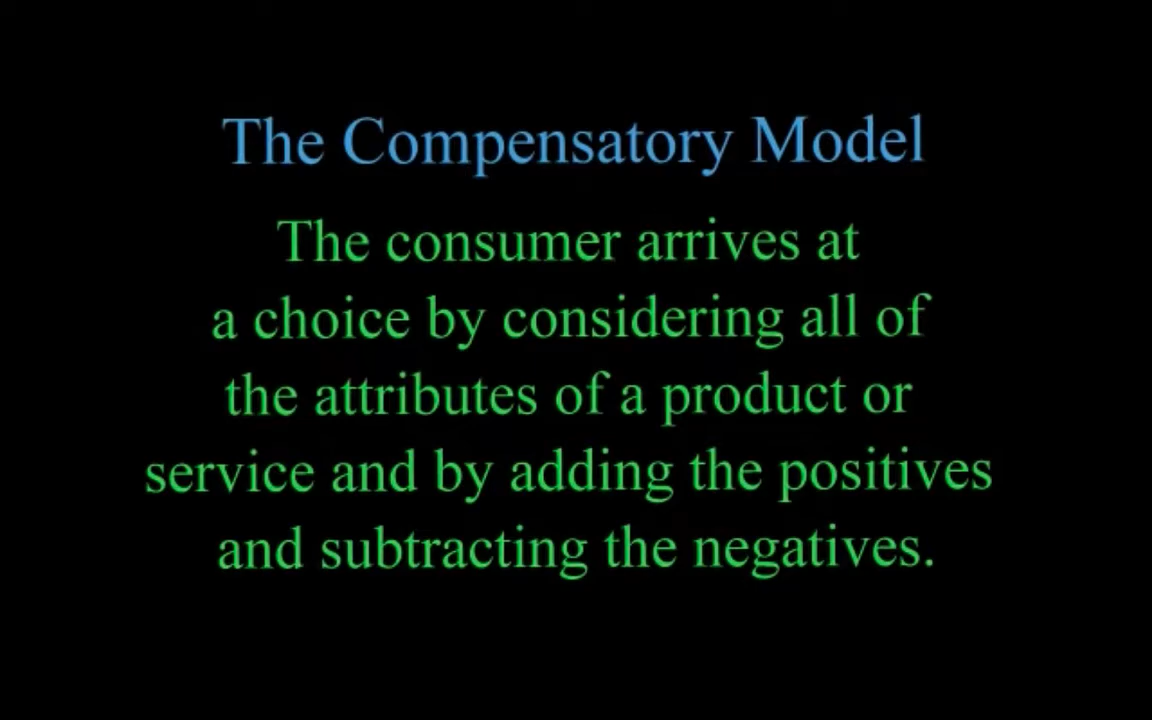 The Compensatory Model
The consumer arrives at
a choice by considering all of
the attributes of a product or
service and by adding the positives
and subtracting the negatives.